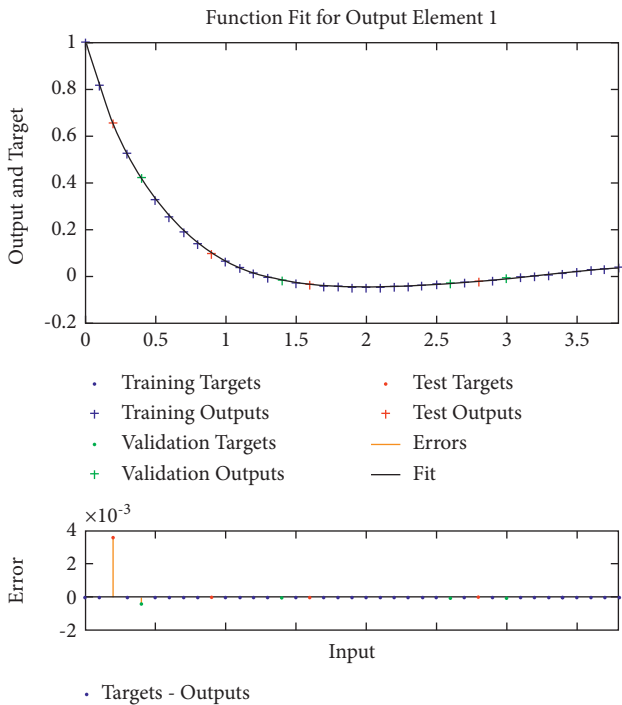 Function Fit for Output Element 1
Output and Target
1
0.8
0.6
0.4
0.2
0
-0.2
0 0.5 1 1.5 2 2.5 3 3.5
Training Targets
Training Outputs
Validation Targets
Validation Outputs
Test Targets
Test Outputs
Errors
Fit
×10-3
Error
4
2
0
-2
Input
Targets - Outputs